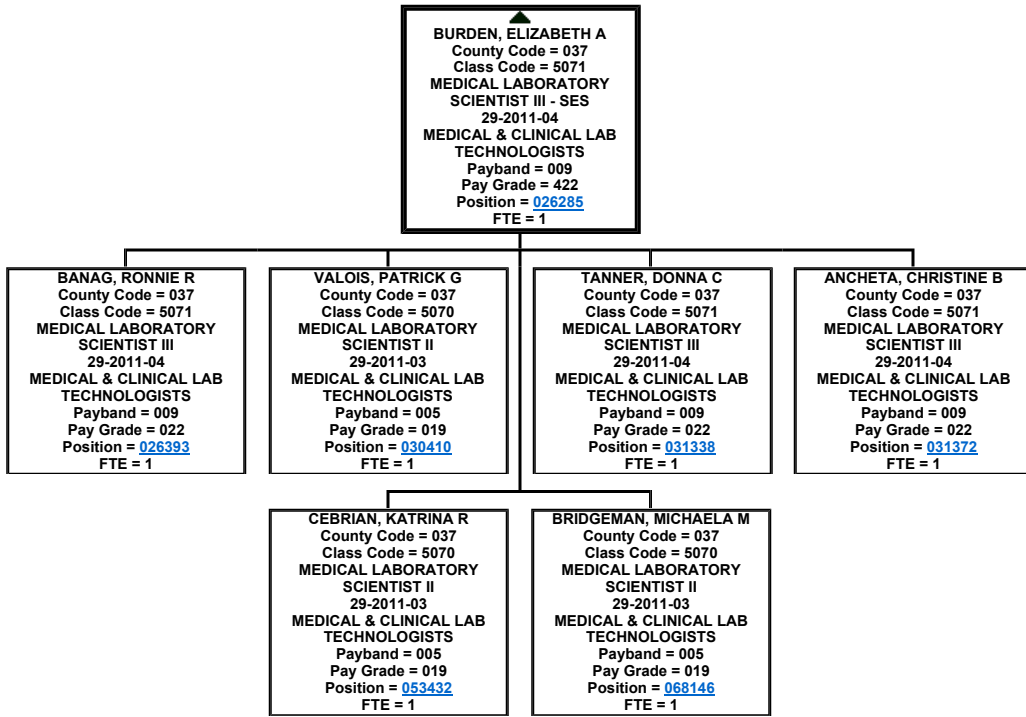 BURDEN, ELIZABETH A
County Code = 037
Class Code = 5071
MEDICAL LABORATORY
SCIENTIST III - SES
29-2011-04
MEDICAL & CLINICAL LAB
TECHNOLOGISTS
Payband = 009
Pay Grade = 422
Position = 026285
FTE = 1
BANAG, RONNIE R
County Code = 037
Class Code = 5071
MEDICAL LABORATORY
SCIENTIST III
29-2011-04
MEDICAL & CLINICAL LAB
TECHNOLOGISTS
Payband = 009
Pay Grade = 022
Position = 026393
FTE = 1
VALOIS, PATRICK G
County Code = 037
Class Code = 5070
MEDICAL LABORATORY
SCIENTIST II
29-2011-03
MEDICAL & CLINICAL LAB
TECHNOLOGISTS
Payband = 005
Pay Grade = 019
Position = 030410
FTE = 1
TANNER, DONNA C
County Code = 037
Class Code = 5071
MEDICAL LABORATORY
SCIENTIST III
29-2011-04
MEDICAL & CLINICAL LAB
TECHNOLOGISTS
Payband = 009
Pay Grade = 022
Position = 031338
FTE = 1
ANCHETA, CHRISTINE B
County Code = 037
Class Code = 5071
MEDICAL LABORATORY
SCIENTIST III
29-2011-04
MEDICAL & CLINICAL LAB
TECHNOLOGISTS
Payband = 009
Pay Grade = 022
Position = 031372
FTE = 1
CEBRIAN, KATRINA R
County Code = 037
Class Code = 5070
MEDICAL LABORATORY
SCIENTIST II
29-2011-03
MEDICAL & CLINICAL LAB
TECHNOLOGISTS
Payband = 005
Pay Grade = 019
Position = 053432
FTE = 1
BRIDGEMAN, MICHAELA M
County Code = 037
Class Code = 5070
MEDICAL LABORATORY
SCIENTIST II
29-2011-03
MEDICAL & CLINICAL LAB
TECHNOLOGISTS
Payband = 005
Pay Grade = 019
Position = 068146
FTE = 1